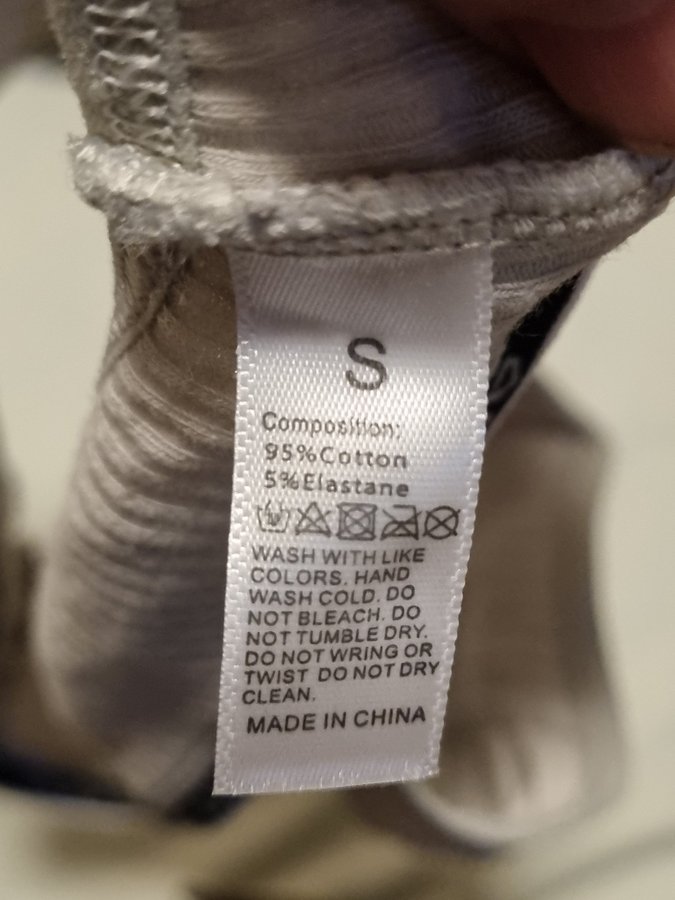 S
Composition:
95%Cotton
5%Elastane
WASH WITH LIKE
COLORS. HAND
WASH COLD. DO
NOT BLEACH. DO
NOT TUMBLE DRY.
DO NOT WRING OR
TWIST DO NOT DRY
CLEAN.
MADE IN CHINA